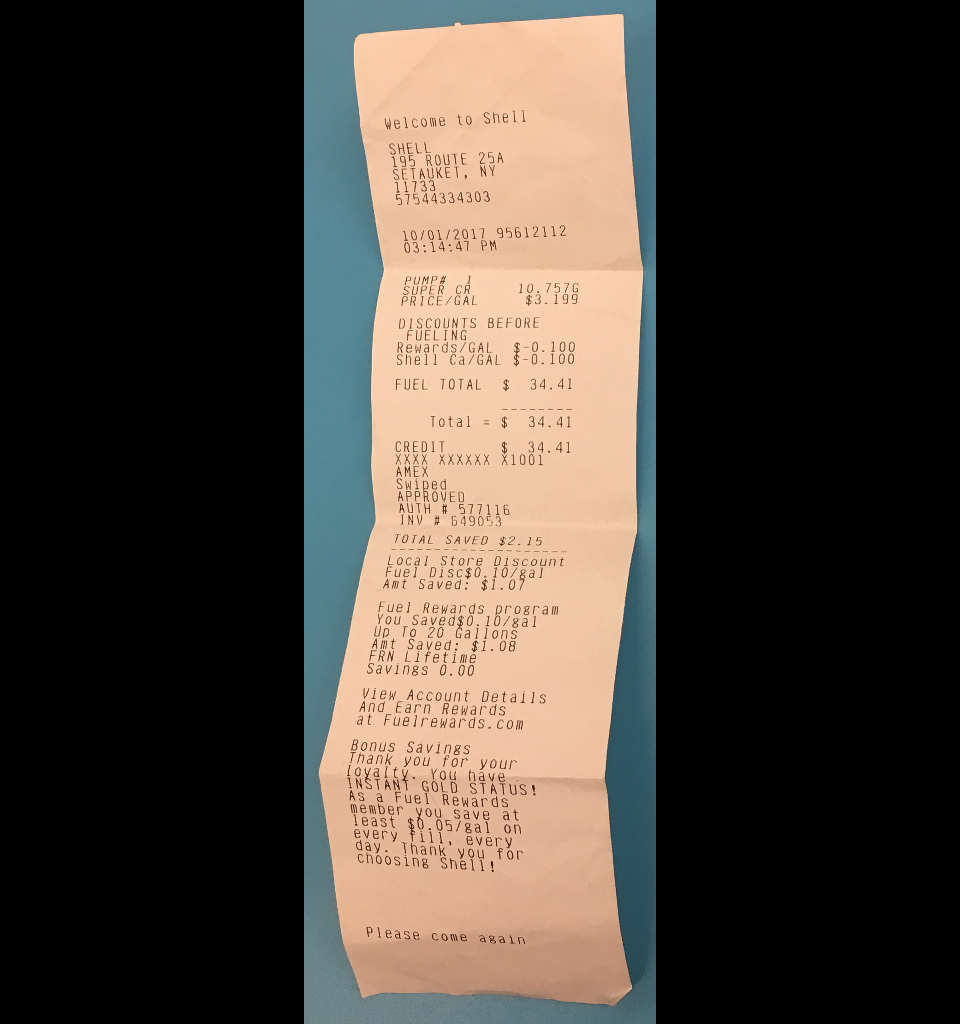 Welcome to Shell
SHELL
195 ROUTE 25A
SETAUKET, NY
11733
57544334303
10/01/2017 95612112
03:14:47 PM
PUMP# 1
SUPER CR 10.757G
PRICE/GAL $3.199
DISCOUNTS BEFORE
FUELING
Rewards/GAL $-0.100
Shell Ca/GAL $-0.100
FUEL TOTAL $ 34.41
--------
Total = $ 34.41
CREDIT $ 34.41
XXXX XXXXXX X1001
AMEX
Swiped
APPROVED
AUTH # 577116
INV # 649053
TOTAL SAVED $2.15
--------------------
Local Store Discount
Fuel Disc$0.10/gal
Amt Saved: $1.07
Fuel Rewards program
You Saved$0.10/gal
Up To 20 Gallons
Amt Saved: $1.08
FRN Lifetime
Savings 0.00
View Account Details
And Earn Rewards
at Fuelrewards.com
Bonus Savings
Thank you for your
loyalty. You have
INSTANT GOLD STATUS!
As a Fuel Rewards
member you save at
least $0.05/gal on
every fill, every
day. Thank you for
choosing Shell!
Please come again